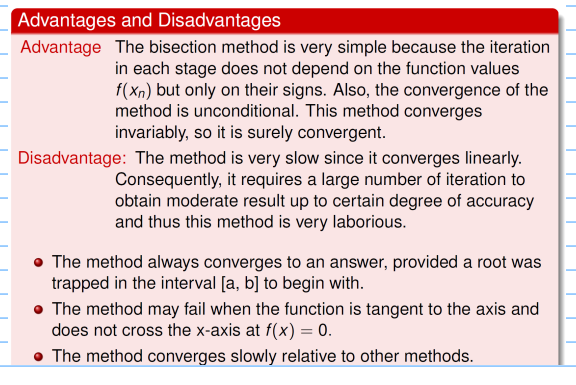 Advantages and Disadvantages
Advantage The bisection method is very simple because the iteration
in each stage does not depend on the function values
f(xₙ) but only on their signs. Also, the convergence of the
method is unconditional. This method converges
invariably, so it is surely convergent.
Disadvantage: The method is very slow since it converges linearly.
Consequently, it requires a large number of iteration to
obtain moderate result up to certain degree of accuracy
and thus this method is very laborious.
The method always converges to an answer, provided a root was
trapped in the interval [a, b] to begin with.
The method may fail when the function is tangent to the axis and
does not cross the x-axis at f(x) = 0.
The method converges slowly relative to other methods.